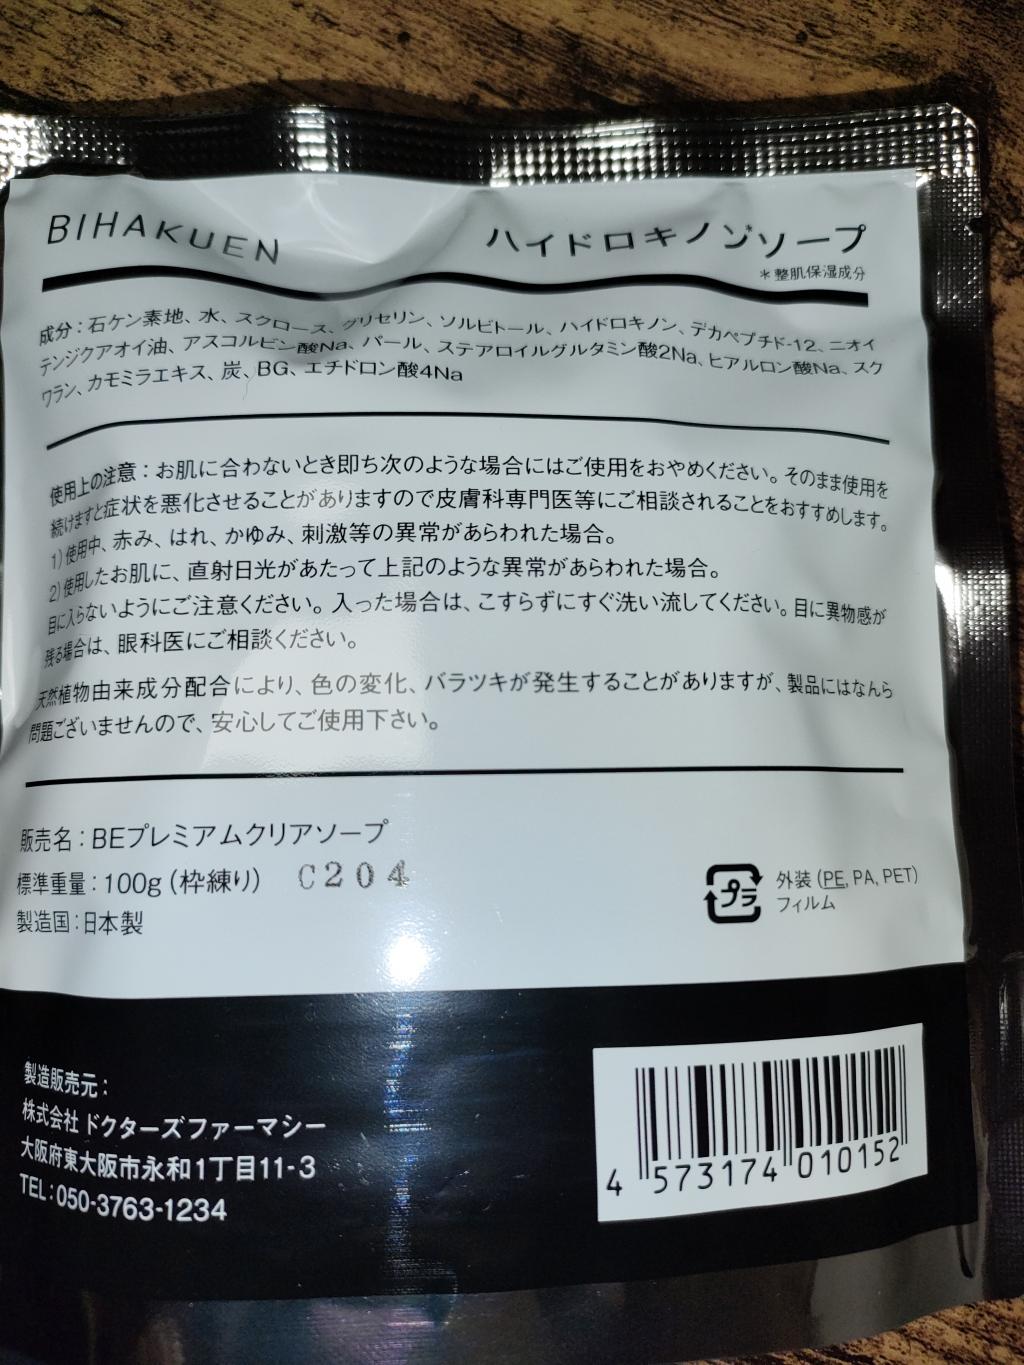 BIHAKUEN
ハイドロキノン*ソープ
*整肌保湿成分
成分：石ケン素地、水、スクロース、グリセリン、ソルビトール、ハイドロキノン、デカペプチド-12、ニオイ
テンジクアオイ油、アスコルビン酸Na、パール、ステアロイルグルタミン酸2Na、ヒアルロン酸Na、スク
ワラン、カモミラエキス、炭、BG、エチドロン酸4Na
使用上の注意：お肌に合わないとき即ち次のような場合にはご使用をおやめください。そのまま使用を
続けますと症状を悪化させることがありますので皮膚科専門医等にご相談されることをおすすめします。
1）使用中、赤み、はれ、かゆみ、刺激等の異常があらわれた場合。
2）使用したお肌に、直射日光があたって上記のような異常があらわれた場合。
目に入らないようにご注意ください。入った場合は、こすらずにすぐ洗い流してください。目に異物感が
残る場合は、眼科医にご相談ください。
天然植物由来成分配合により、色の変化、バラツキが発生することがありますが、製品にはなんら
問題ございませんので、安心してご使用下さい。
販売名：BEプレミアムクリアソープ
標準重量：100g（枠練り） C204
製造国：日本製
プラ
外装（PE, PA, PET）
フィルム
製造販売元：
株式会社 ドクターズファーマシー
大阪府東大阪市永和1丁目11-3
TEL：050-3763-1234
4 573174 010152